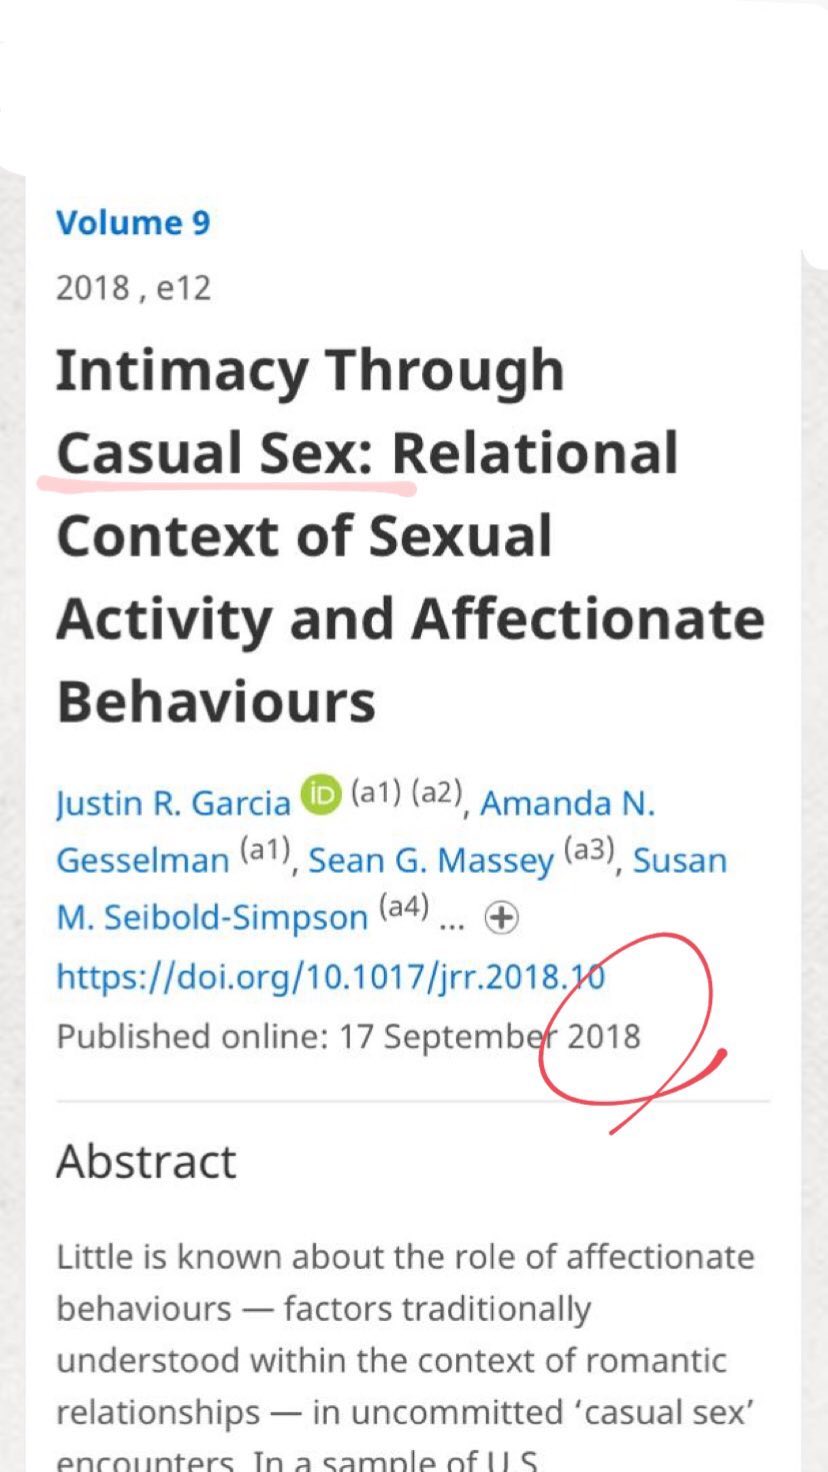 Volume 9
2018 , e12
Intimacy Through
Casual Sex: Relational
Context of Sexual
Activity and Affectionate
Behaviours
Justin R. Garcia iD (a1) (a2), Amanda N.
Gesselman (a1), Sean G. Massey (a3), Susan
M. Seibold-Simpson (a4) ...
https://doi.org/10.1017/jrr.2018.10
Published online: 17 September 2018
Abstract
Little is known about the role of affectionate
behaviours — factors traditionally
understood within the context of romantic
relationships — in uncommitted ‘casual sex’
encounters. In a sample of U.S.